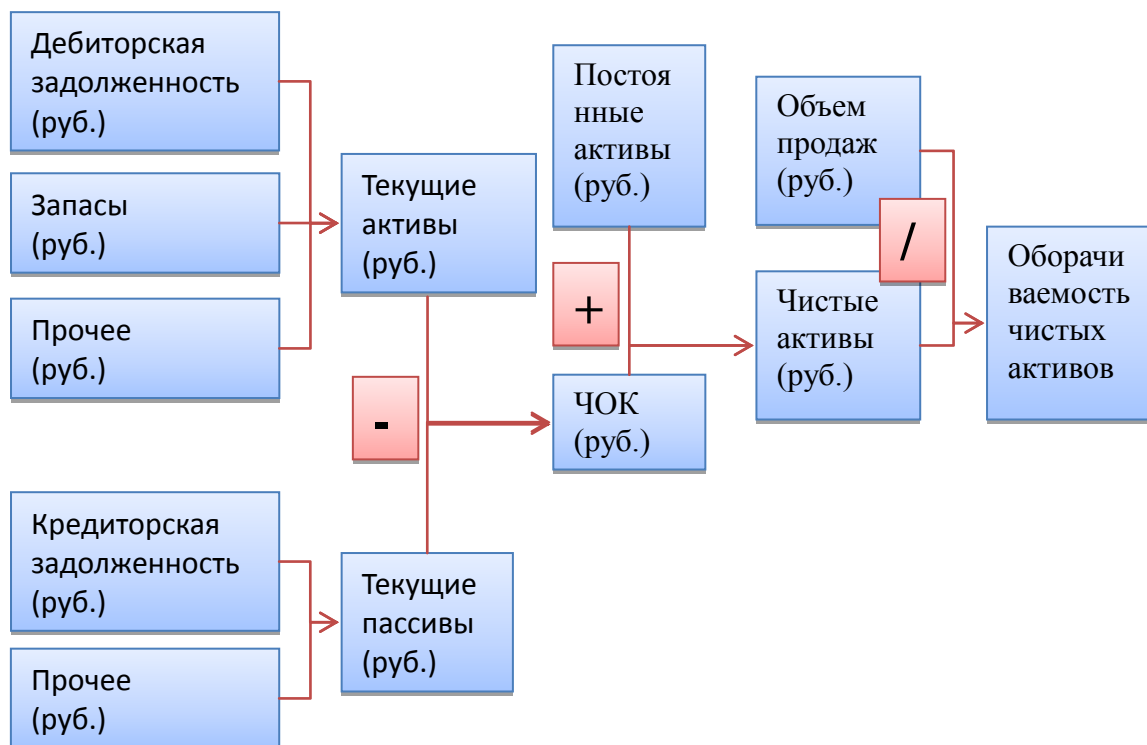 Дебиторская
задолженность
(руб.)
Запасы
(руб.)
Прочее
(руб.)
Кредиторская
задолженность
(руб.)
Прочее
(руб.)
Текущие
активы
(руб.)
-
Текущие
пассивы
(руб.)
Постоя
нные
активы
(руб.)
+
ЧОК
(руб.)
Объем
продаж
(руб.)
/
Чистые
активы
(руб.)
Оборачи
ваемость
чистых
активов